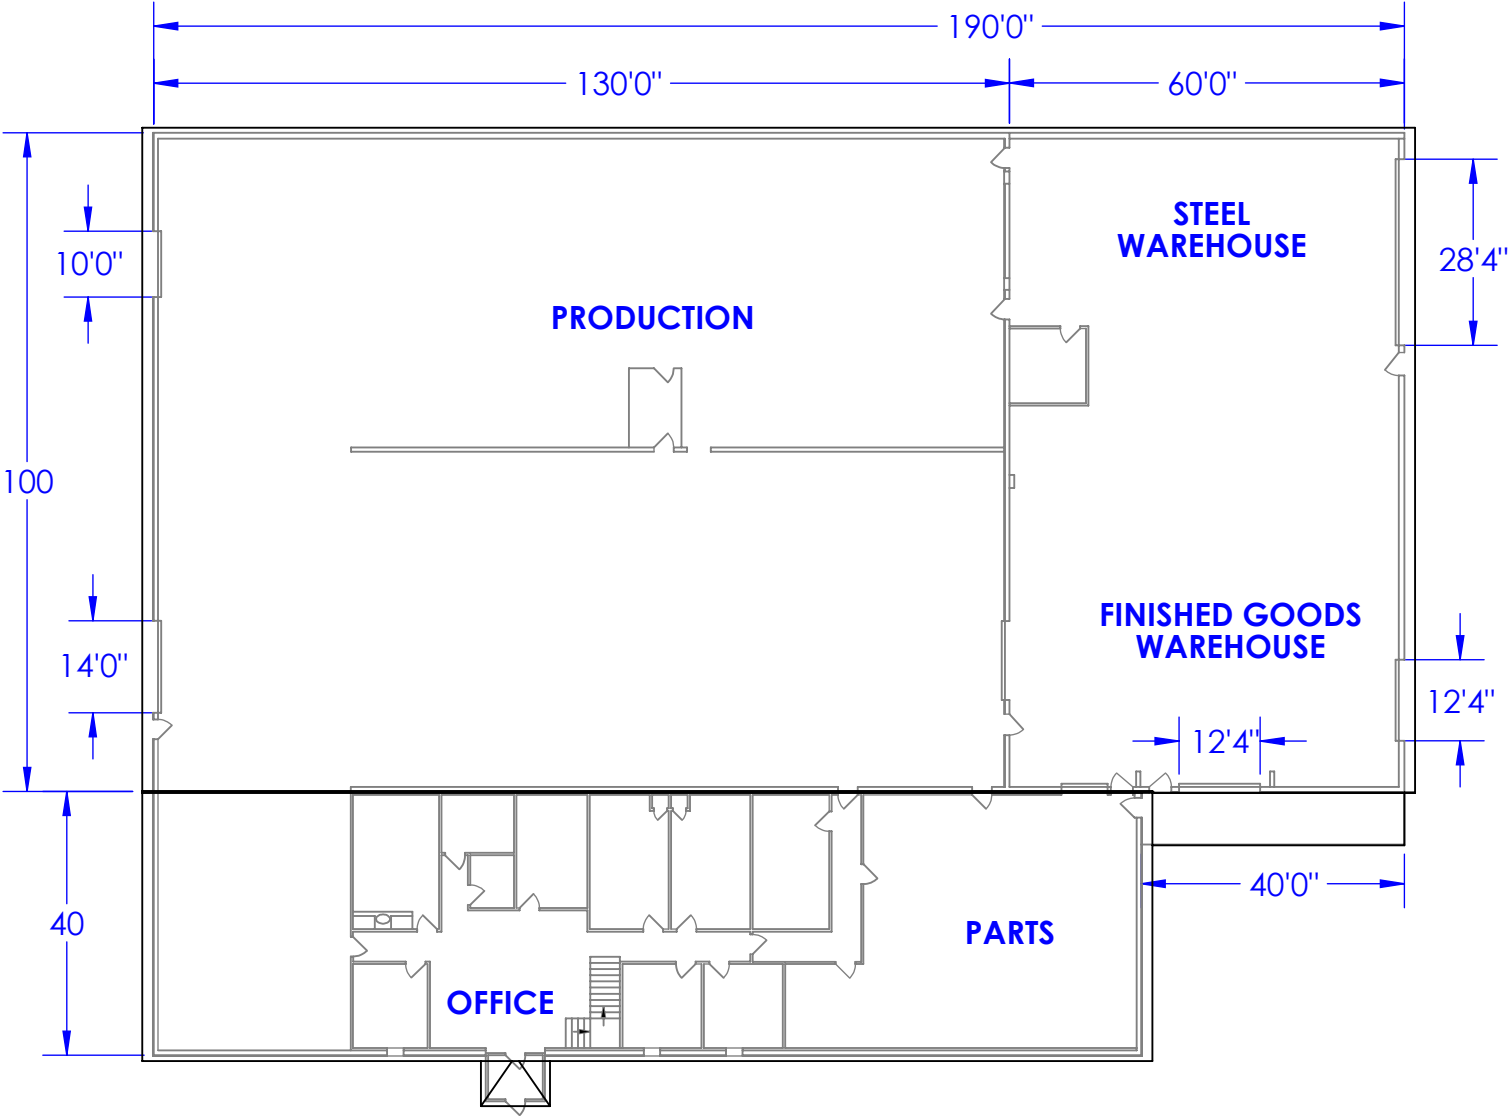 190'0"
130'0"
60'0"
STEEL
WAREHOUSE
10'0"
28'4"
PRODUCTION
100
FINISHED GOODS
WAREHOUSE
14'0"
12'4"
12'4"
40'0"
40
PARTS
OFFICE